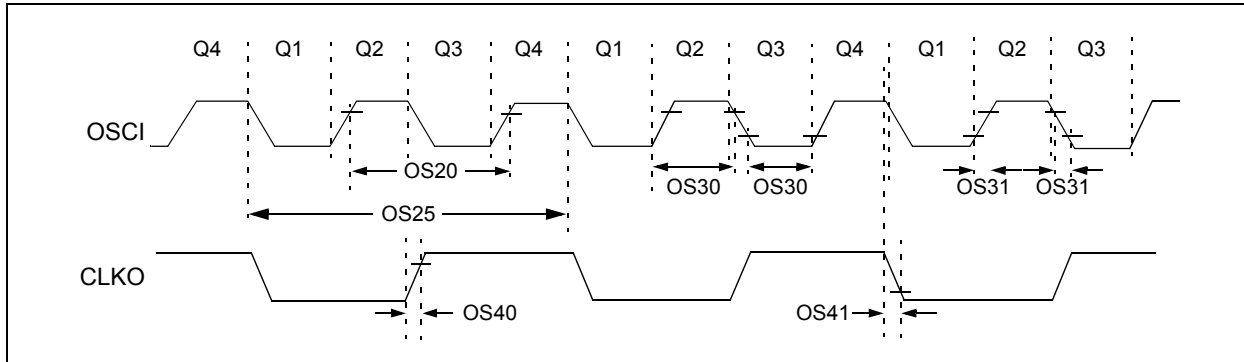 Q4 Q1 Q2 Q3 Q4 Q1 Q2 Q3 Q4 Q1 Q2 Q3
OSCI
OS20
OS30 OS30
OS31 OS31
OS25
CLKO
OS40
OS41